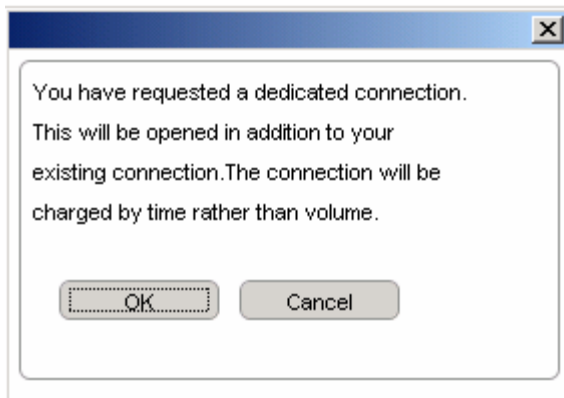 You have requested a dedicated connection.
This will be opened in addition to your
existing connection.The connection will be
charged by time rather than volume.
OK Cancel